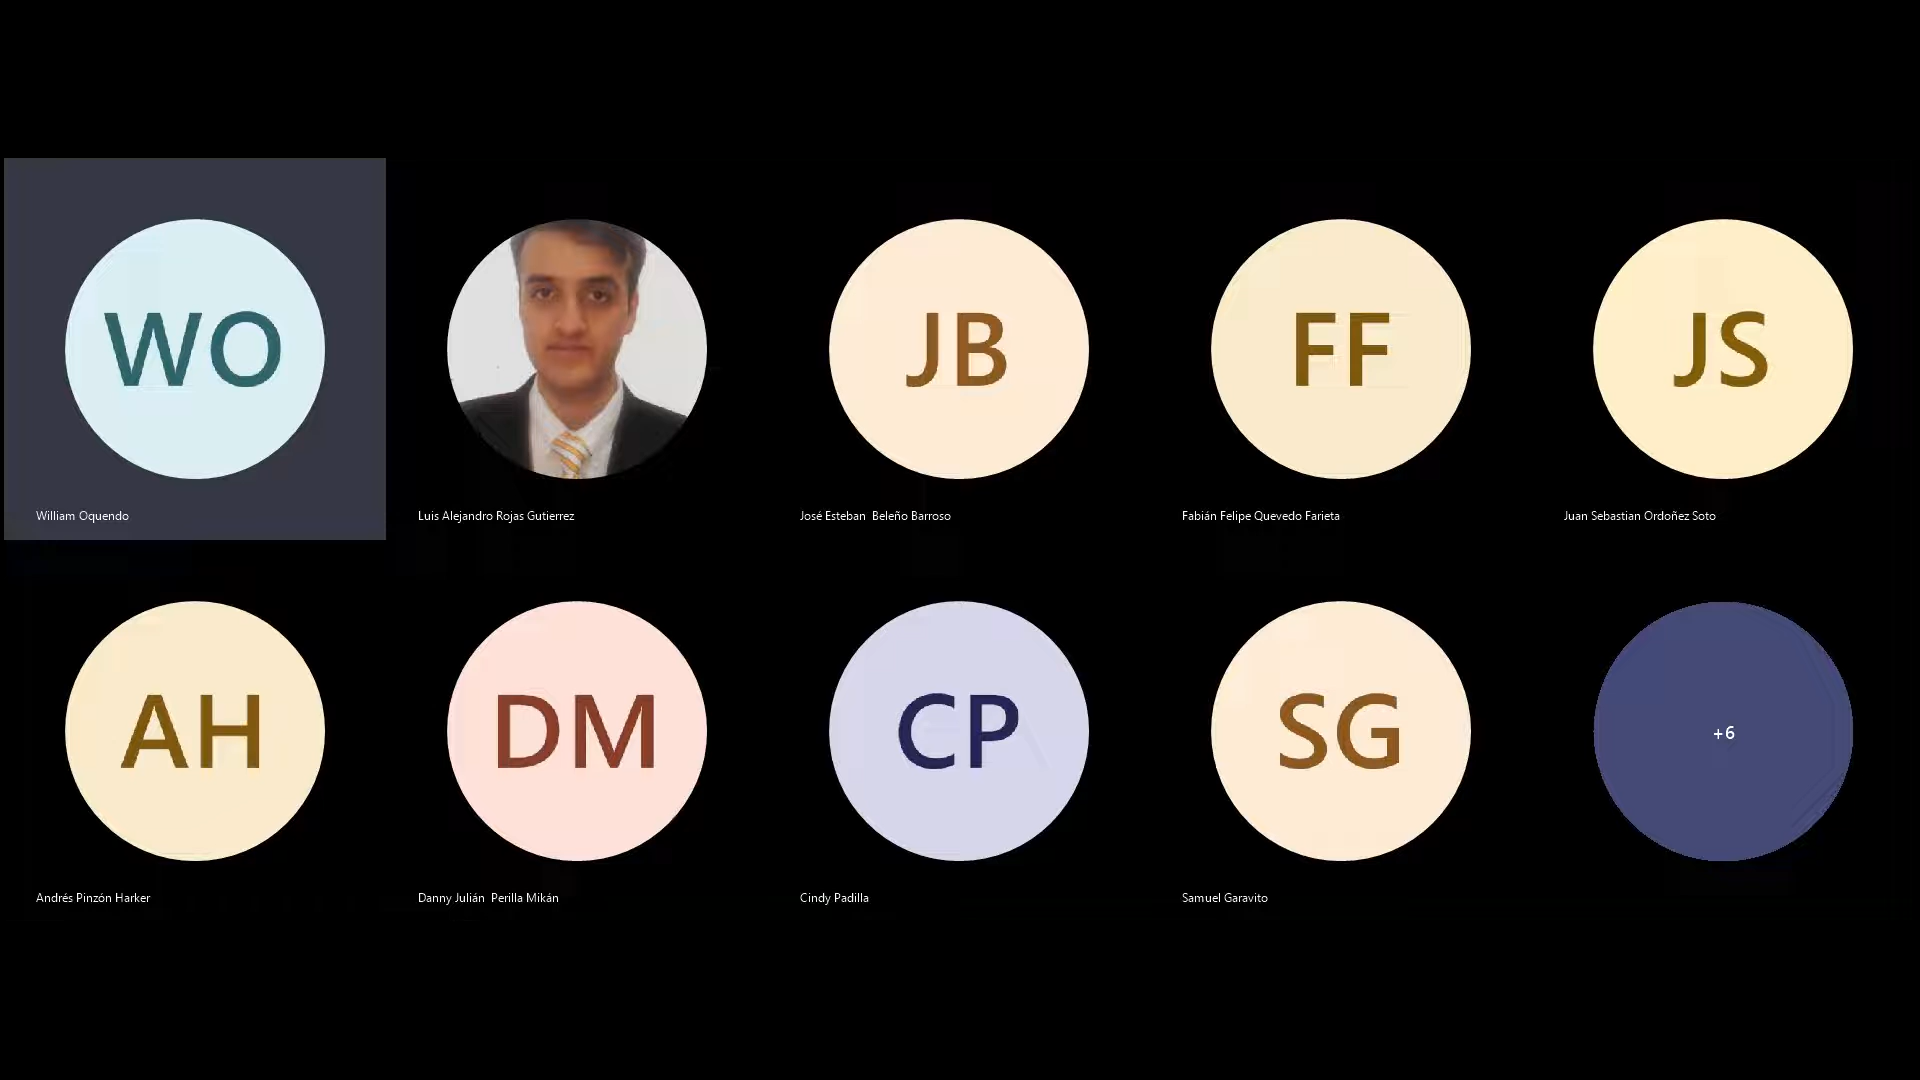 WO
William Oquendo
Luis Alejandro Rojas Gutierrez
JB
José Esteban  Beleño Barroso
FF
Fabián Felipe Quevedo Farieta
JS
Juan Sebastian Ordoñez Soto
AH
Andrés Pinzón Harker
DM
Danny Julián  Perilla Mikán
CP
Cindy Padilla
SG
Samuel Garavito
+6